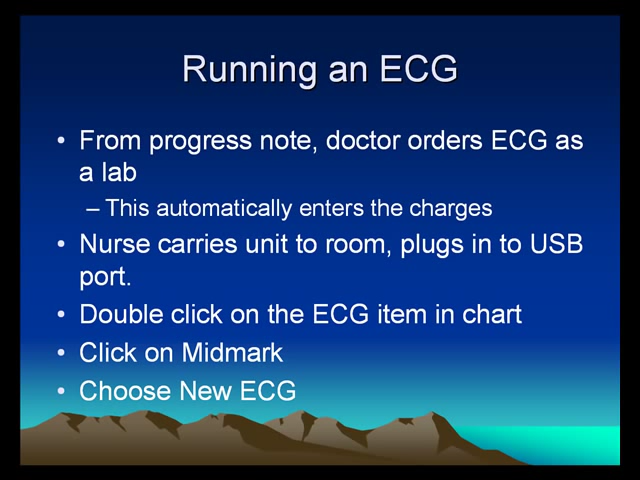 Running an ECG
• From progress note, doctor orders ECG as
a lab
– This automatically enters the charges
• Nurse carries unit to room, plugs in to USB
port.
• Double click on the ECG item in chart
• Click on Midmark
• Choose New ECG